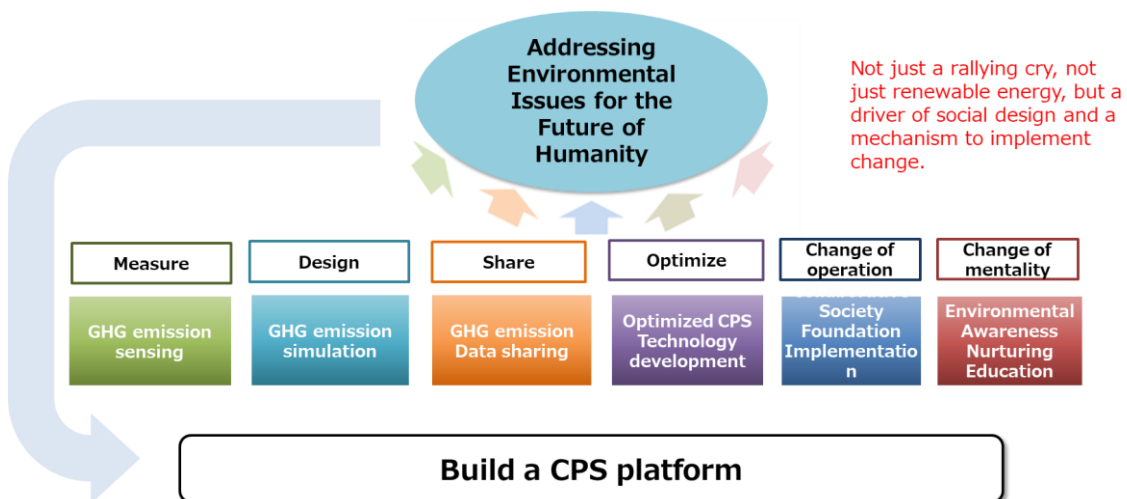 Addressing
Environmental
Issues for the
Future of
Humanity
Not just a rallying cry, not
just renewable energy, but a
driver of social design and a
mechanism to implement
change.
Measure
Design
Share
Optimize
Change of
operation
Change of
mentality
GHG emission
sensing
GHG emission
simulation
GHG emission
Data sharing
Optimized CPS
Technology
development
Society
Foundation
Implementatio
n
Environmental
Awareness
Nurturing
Education
Build a CPS platform